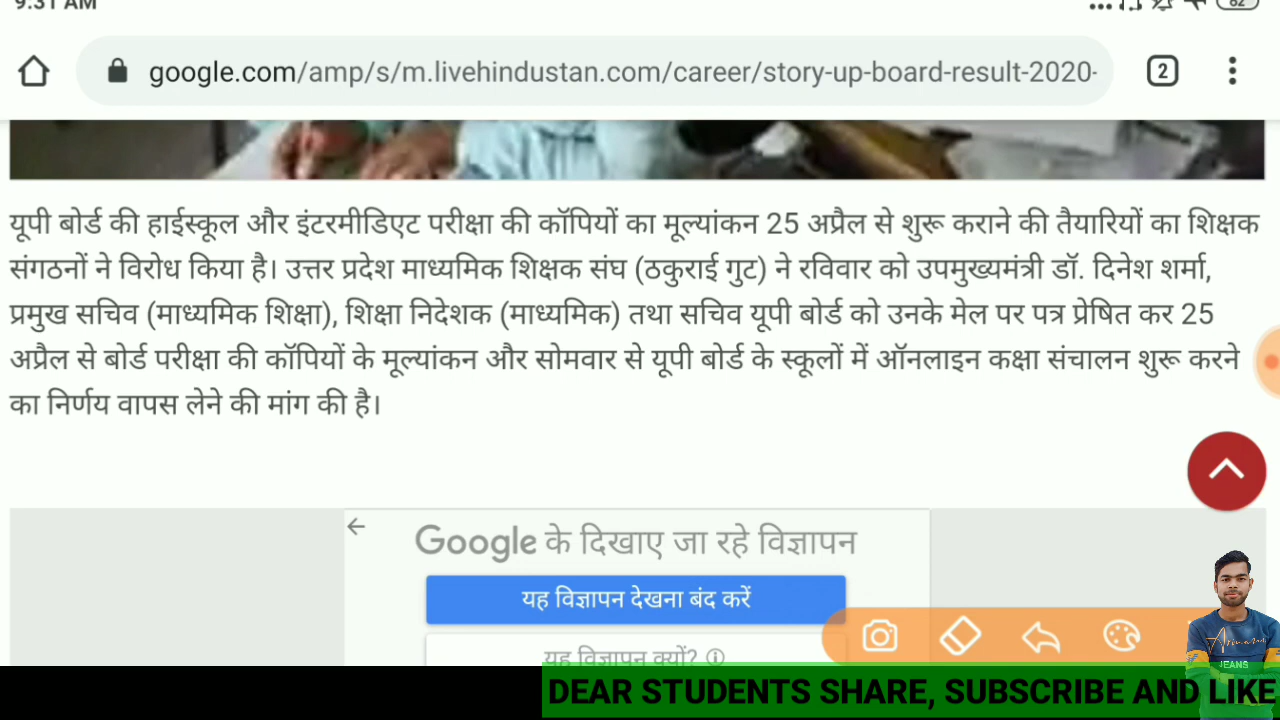 9:31 AM
82
google.com/amp/s/m.livehindustan.com/career/story-up-board-result-2020-
2
यूपी बोर्ड की हाईस्कूल और इंटरमीडिएट परीक्षा की कॉपियों का मूल्यांकन 25 अप्रैल से शुरू कराने की तैयारियों का शिक्षक
संगठनों ने विरोध किया है। उत्तर प्रदेश माध्यमिक शिक्षक संघ (ठकुराई गुट) ने रविवार को उपमुख्यमंत्री डॉ. दिनेश शर्मा,
प्रमुख सचिव (माध्यमिक शिक्षा), शिक्षा निदेशक (माध्यमिक) तथा सचिव यूपी बोर्ड को उनके मेल पर पत्र प्रेषित कर 25
अप्रैल से बोर्ड परीक्षा की कॉपियों के मूल्यांकन और सोमवार से यूपी बोर्ड के स्कूलों में ऑनलाइन कक्षा संचालन शुरू करने
का निर्णय वापस लेने की मांग की है।
Google के दिखाए जा रहे विज्ञापन
यह विज्ञापन देखना बंद करें
यह विज्ञापन क्यों?
JEANS
DEAR STUDENTS SHARE, SUBSCRIBE AND LIKE